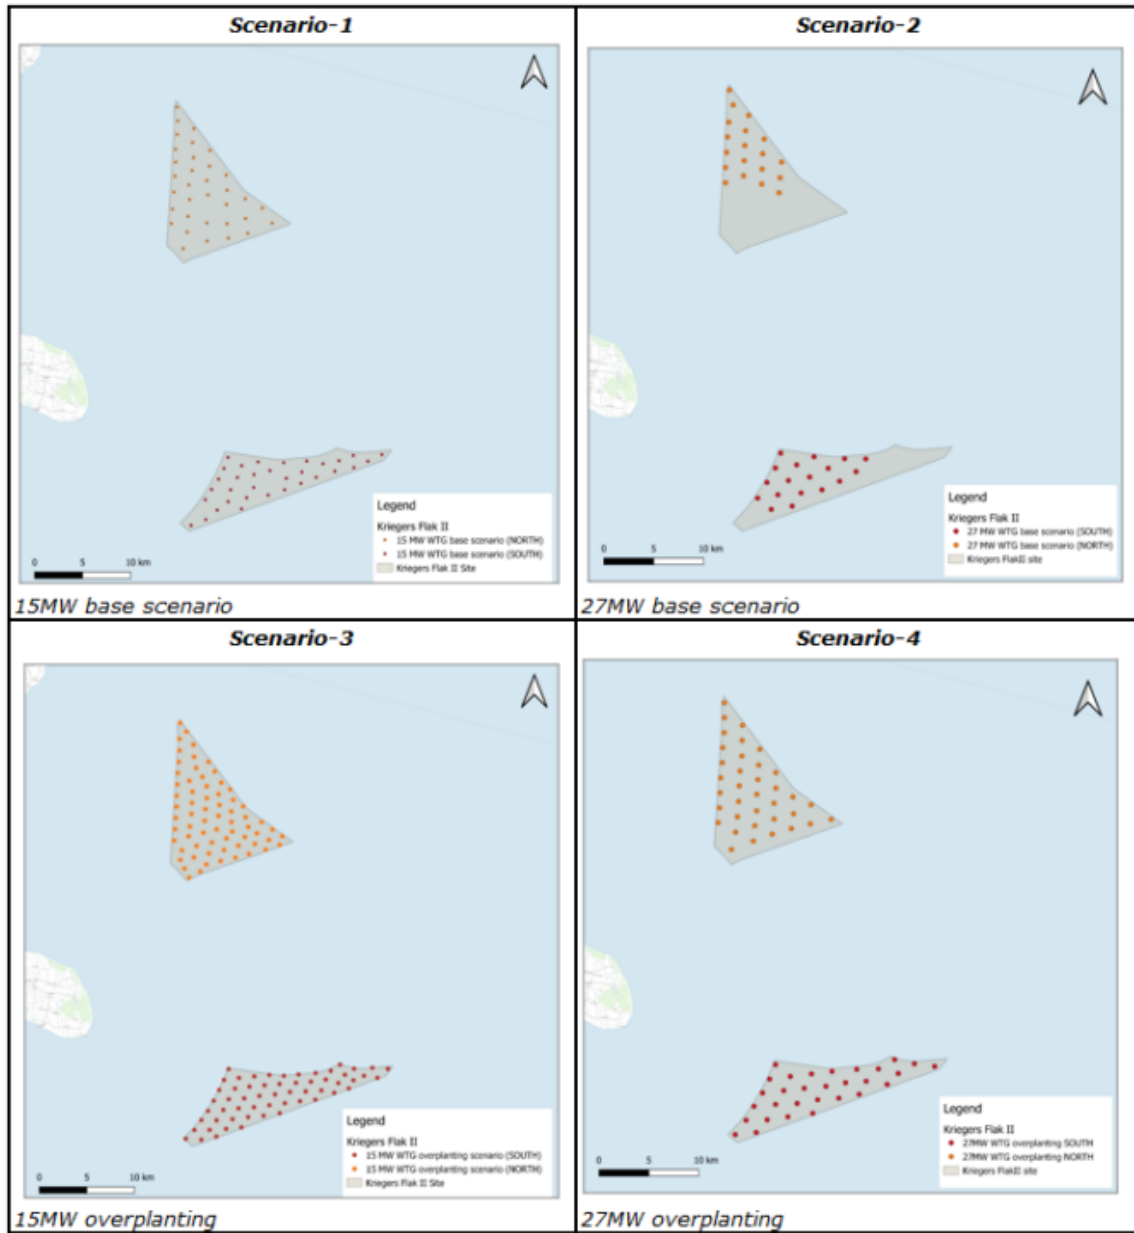 Scenario-1
Legend
Kriegers Flak II
15 MW WTG base scenario (NORTH)
15 MW WTG base scenario (SOUTH)
Kriegers Flak II Site
0 5 10 km
15MW base scenario
Scenario-2
Legend
Kriegers Flak II
27 MW WTG base scenario (SOUTH)
27 MW WTG base scenario (NORTH)
Kriegers FlakII site
0 5 10 km
27MW base scenario
Scenario-3
Legend
Kriegers Flak II
15 MW WTG overplanting scenario (SOUTH)
15 MW WTG overplanting scenario (NORTH)
Kriegers Flak II Site
0 5 10 km
15MW overplanting
Scenario-4
Legend
Kriegers Flak II
27MW WTG overplanting SOUTH
27MW WTG overplanting NORTH
Kriegers FlakII site
0 5 10 km
27MW overplanting